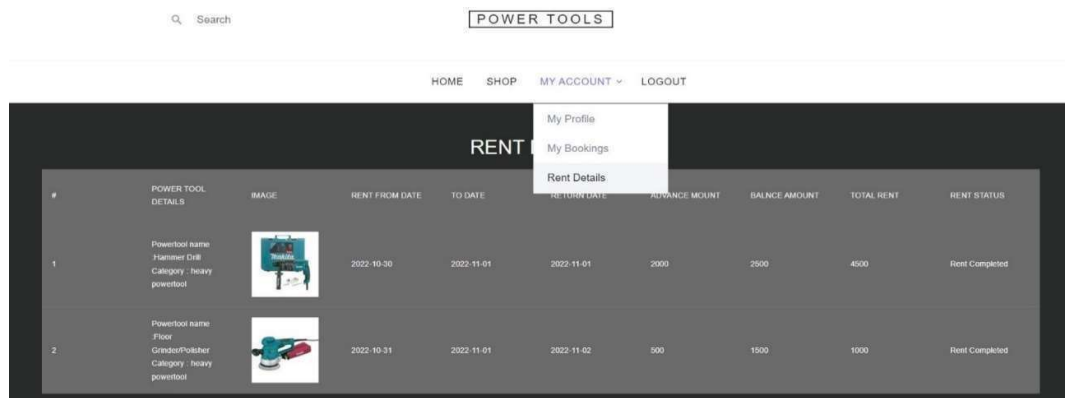 Search
POWER TOOLS
HOME SHOP MY ACCOUNT LOGOUT
My Profile
RENT
My Bookings
Rent Details
# POWER TOOL DETAILS IMAGE RENT FROM DATE TO DATE RETURN DATE ADVANCE MOUNT BALNCE AMOUNT TOTAL RENT RENT STATUS
Powertool name
:Hammer Drill
1 Category : heavy 2022-10-30 2022-11-01 2022-11-01 2000 2500 4500 Rent Completed
powertool
Powertool name
:Floor
2 Grinder/Polisher 2022-10-31 2022-11-01 2022-11-02 500 1500 1000 Rent Completed
Category : heavy
powertool